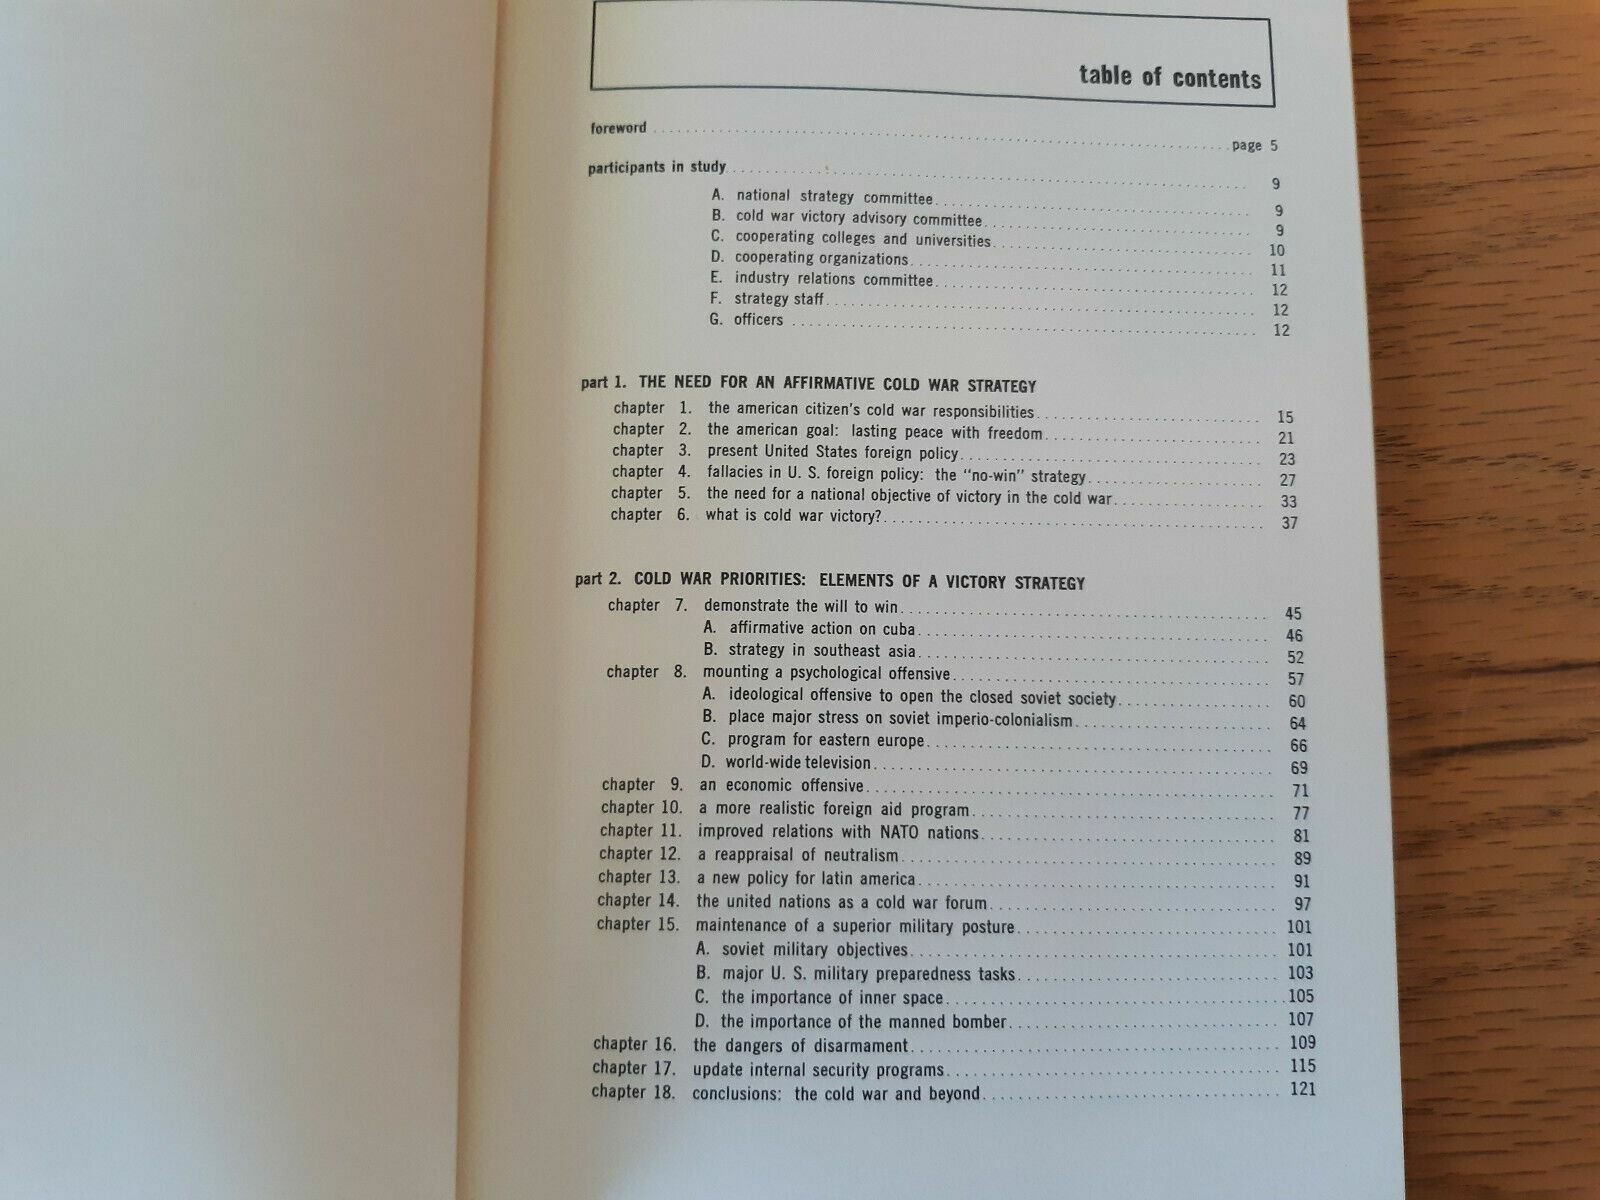 table of contents
foreword page 5
participants in study 9
A. national strategy committee 9
B. cold war victory advisory committee 9
C. cooperating colleges and universities 10
D. cooperating organizations 11
E. industry relations committee 12
F. strategy staff 12
G. officers 12
part 1. THE NEED FOR AN AFFIRMATIVE COLD WAR STRATEGY
chapter 1. the american citizen's cold war responsibilities 15
chapter 2. the american goal: lasting peace with freedom 21
chapter 3. present United States foreign policy 23
chapter 4. fallacies in U. S. foreign policy: the "no-win" strategy 27
chapter 5. the need for a national objective of victory in the cold war 33
chapter 6. what is cold war victory? 37
part 2. COLD WAR PRIORITIES: ELEMENTS OF A VICTORY STRATEGY
chapter 7. demonstrate the will to win 45
A. affirmative action on cuba 46
B. strategy in southeast asia 52
chapter 8. mounting a psychological offensive 57
A. ideological offensive to open the closed soviet society 60
B. place major stress on soviet imperio-colonialism 64
C. program for eastern europe 66
D. world-wide television 69
chapter 9. an economic offensive 71
chapter 10. a more realistic foreign aid program 77
chapter 11. improved relations with NATO nations 81
chapter 12. a reappraisal of neutralism 89
chapter 13. a new policy for latin america 91
chapter 14. the united nations as a cold war forum 97
chapter 15. maintenance of a superior military posture 101
A. soviet military objectives 101
B. major U. S. military preparedness tasks 103
C. the importance of inner space 105
D. the importance of the manned bomber 107
chapter 16. the dangers of disarmament 109
chapter 17. update internal security programs 115
chapter 18. conclusions: the cold war and beyond 121